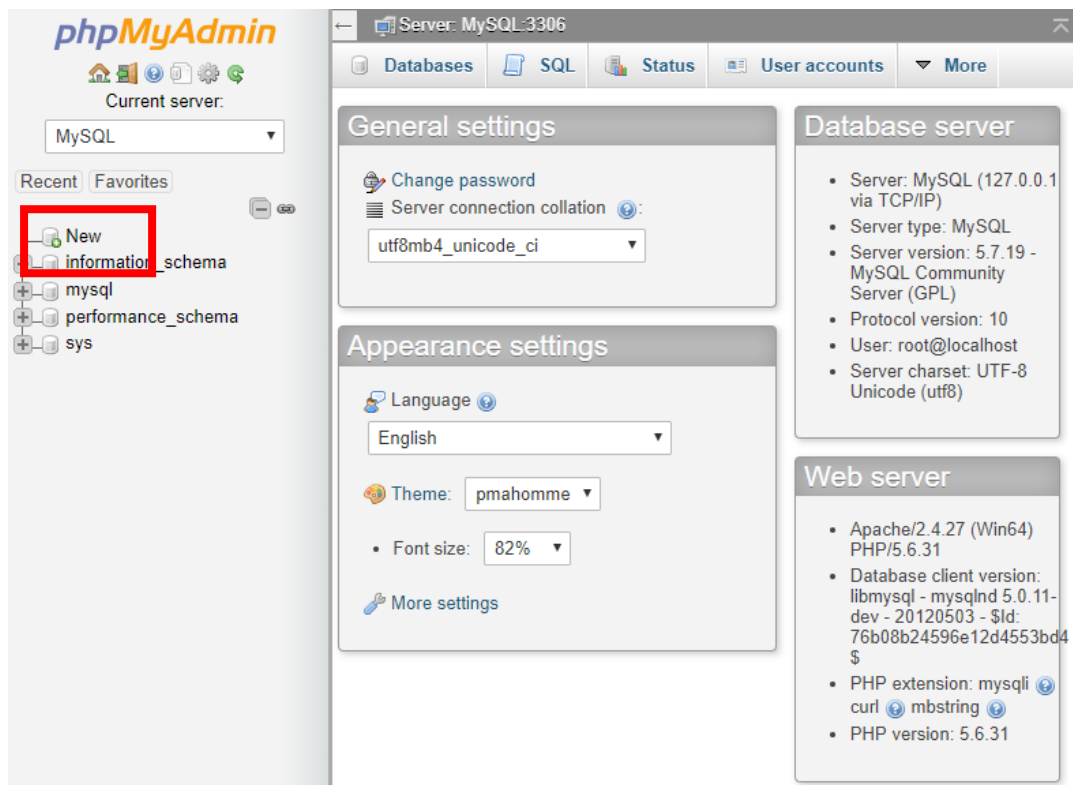 phpMyAdmin
Current server:
MySQL
Recent Favorites
New
information_schema
mysql
performance_schema
sys
Server: MySQL:3306
Databases SQL Status User accounts More
General settings
Change password
Server connection collation :
utf8mb4_unicode_ci
Appearance settings
Language
English
Theme: pmahomme
• Font size: 82%
More settings
Database server
• Server: MySQL (127.0.0.1
via TCP/IP)
• Server type: MySQL
• Server version: 5.7.19 -
MySQL Community
Server (GPL)
• Protocol version: 10
• User: root@localhost
• Server charset: UTF-8
Unicode (utf8)
Web server
• Apache/2.4.27 (Win64)
PHP/5.6.31
• Database client version:
libmysql - mysqlnd 5.0.11-
dev - 20120503 - $Id:
76b08b24596e12d4553bd4
$
• PHP extension: mysqli
curl mbstring
• PHP version: 5.6.31